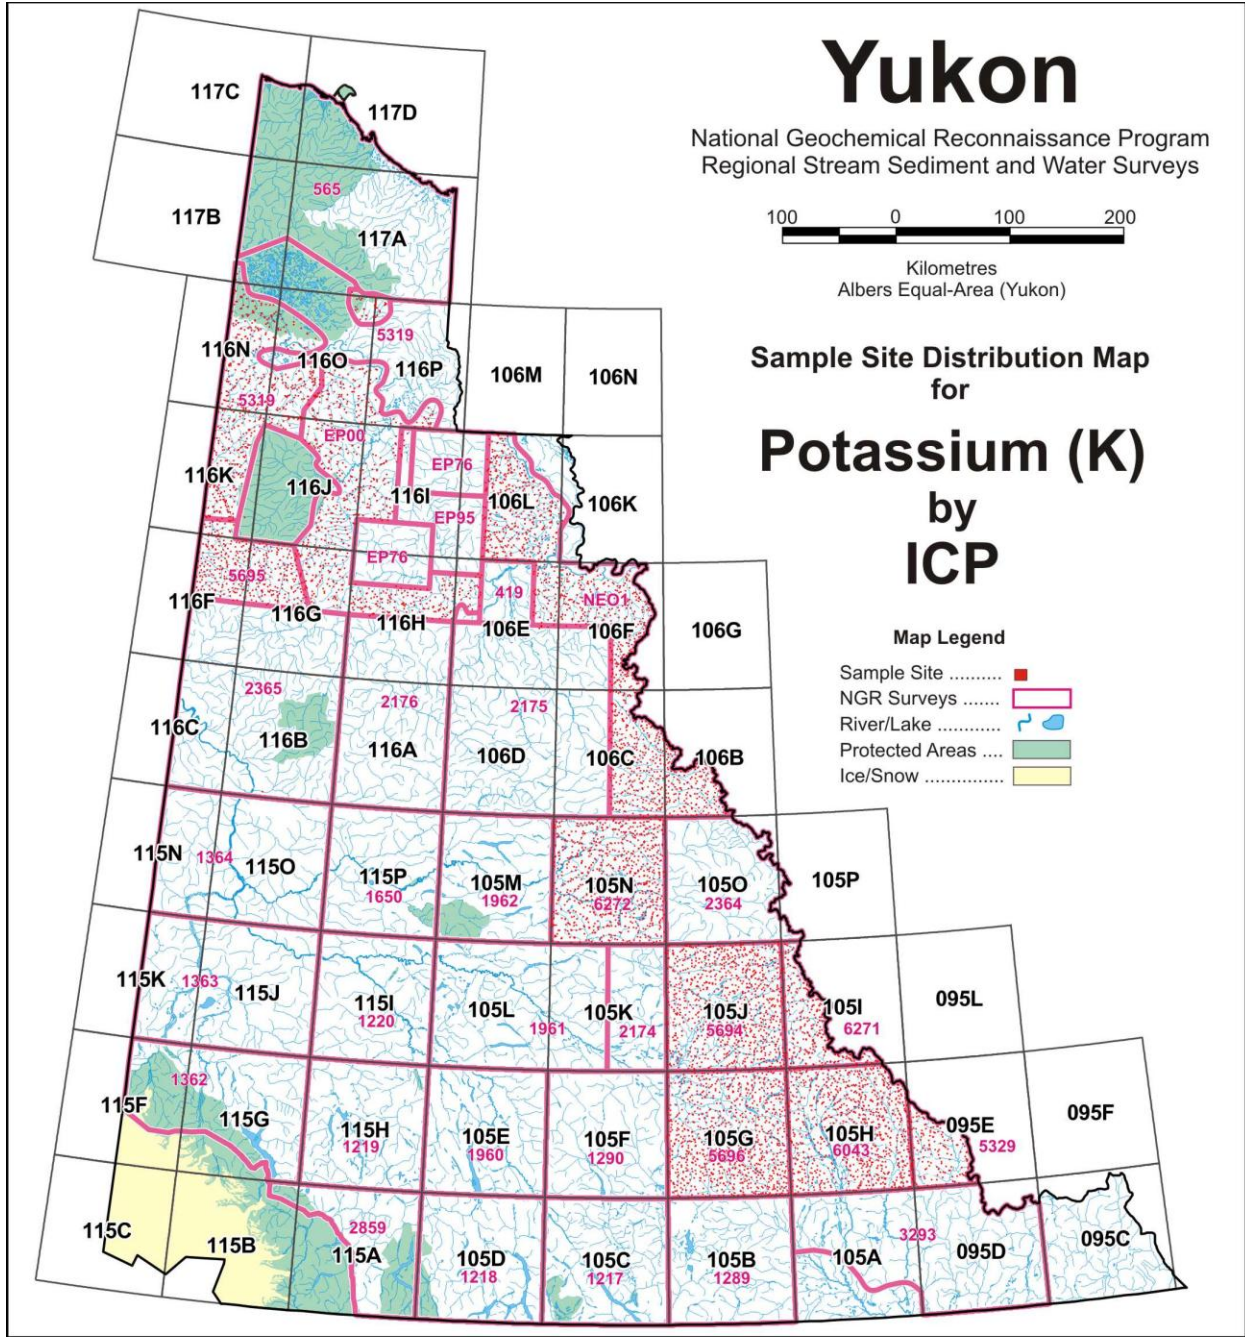 Yukon
National Geochemical Reconnaissance Program
Regional Stream Sediment and Water Surveys
100 0 100 200
Kilometres
Albers Equal-Area (Yukon)
Sample Site Distribution Map
for
Potassium (K)
by
ICP
Map Legend
Sample Site ..........
NGR Surveys .......
River/Lake ............
Protected Areas ....
Ice/Snow ...............
117C
117D
565
117B
117A
5319
116N
116O
116P
106M
106N
5319
EP00
EP76
116K
116J
116I
106L
106K
EP95
EP76
5695
419
NEO1
116F
116G
116H
106E
106F
106G
2365
2176
2175
116C
116B
116A
106D
106C
106B
115N
1364
115O
115P
1650
105M
1962
105N
6272
105O
2364
105P
115K
1363
115J
115I
1220
105L
1961
105K
2174
105J
5694
105I
6271
095L
1362
115F
115G
115H
1219
105E
1960
105F
1290
105G
5696
105H
6043
095E
5329
095F
115C
115B
2859
115A
105D
1218
105C
1217
105B
1289
105A
3293
095D
095C